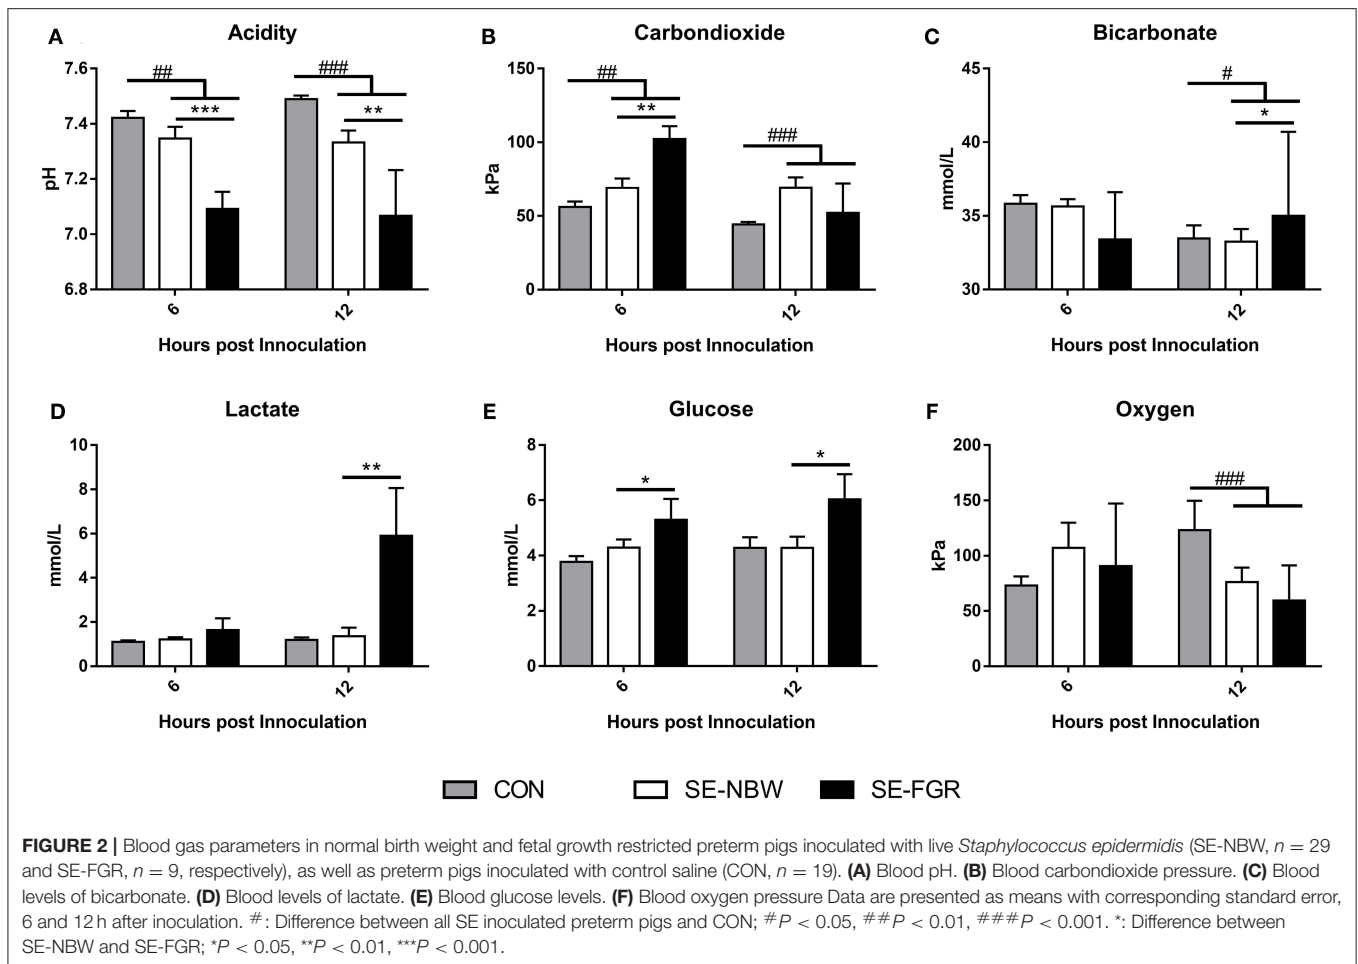 A
Acidity
7.6
7.4
7.2
7.0
6.8
pH
##
***
###
**
6
12
Hours post Innoculation
B
Carbondioxide
150
100
50
0
kPa
##
**
###
6
12
Hours post Innoculation
C
Bicarbonate
45
40
35
30
mmol/L
#
*
6
12
Hours post Innoculation
D
Lactate
10
8
6
4
2
0
mmol/L
**
6
12
Hours post Innoculation
E
Glucose
8
6
4
2
0
mmol/L
*
*
6
12
Hours post Innoculation
F
Oxygen
200
150
100
50
0
kPa
###
6
12
Hours post Innoculation
CON SE-NBW SE-FGR
FIGURE 2 | Blood gas parameters in normal birth weight and fetal growth restricted preterm pigs inoculated with live Staphylococcus epidermidis (SE-NBW, n = 29
and SE-FGR, n = 9, respectively), as well as preterm pigs inoculated with control saline (CON, n = 19). (A) Blood pH. (B) Blood carbondioxide pressure. (C) Blood
levels of bicarbonate. (D) Blood levels of lactate. (E) Blood glucose levels. (F) Blood oxygen pressure Data are presented as means with corresponding standard error,
6 and 12 h after inoculation. #: Difference between all SE inoculated preterm pigs and CON; #P < 0.05, ##P < 0.01, ###P < 0.001. *: Difference between
SE-NBW and SE-FGR; *P < 0.05, **P < 0.01, ***P < 0.001.